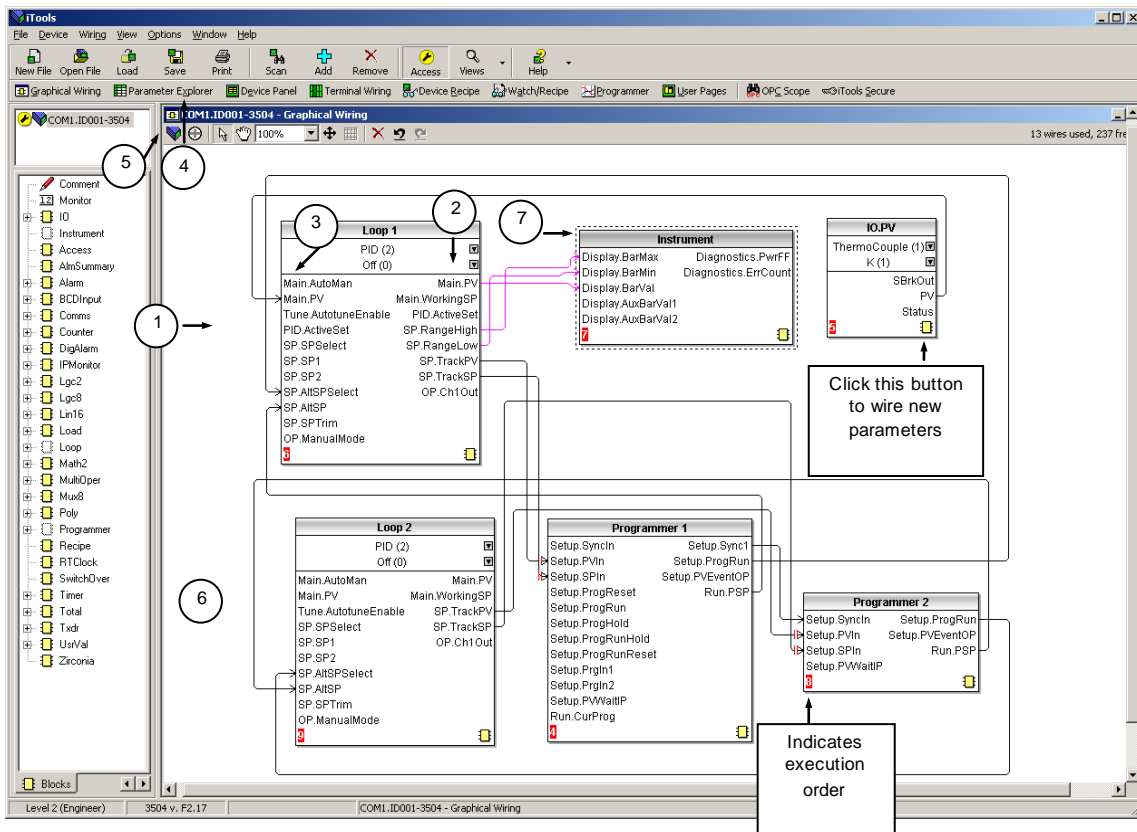 iTools
File Device Wiring View Options Window Help
New File Open File Load Save Print Scan Add Remove Access Views Help
Graphical Wiring Parameter Explorer Device Panel Terminal Wiring Device Recipe Watch/Recipe Programmer User Pages OPC Scope iTools Secure
COM1.ID001-3504
COM1.ID001-3504 - Graphical Wiring
100%
13 wires used, 237 fre
5
4
Comment
12 Monitor
IO
Instrument
Access
AlmSummary
Alarm
BCDInput
Comms
Counter
DigAlarm
IPMonitor
Lgc2
Lgc8
Lin16
Load
Loop
Math2
MultiOper
Mux8
Poly
Programmer
Recipe
RTClock
SwitchOver
Timer
Total
Txdr
UsrVal
Zirconia
Blocks
1
3
2
7
6
Loop 1
PID (2)
Off (0)
Main.AutoMan Main.PV
Main.PV Main.WorkingSP
Tune.AutotuneEnable PID.ActiveSet
PID.ActiveSet SP.RangeHigh
SP.SPSelect SP.RangeLow
SP.SP1 SP.TrackPV
SP.SP2 SP.TrackSP
SP.AltSPSelect OP.Ch1Out
SP.AltSP
SP.SPTrim
OP.ManualMode
6
Instrument
Display.BarMax Diagnostics.PwrFF
Display.BarMin Diagnostics.ErrCount
Display.BarVal
Display.AuxBarVal1
Display.AuxBarVal2
7
IO.PV
ThermoCouple (1)
K (1)
SBrkOut
PV
Status
5
Click this button
to wire new
parameters
Loop 2
PID (2)
Off (0)
Main.AutoMan Main.PV
Main.PV Main.WorkingSP
Tune.AutotuneEnable SP.TrackPV
SP.SPSelect SP.TrackSP
SP.SP1 OP.Ch1Out
SP.SP2
SP.AltSPSelect
SP.AltSP
SP.SPTrim
OP.ManualMode
9
Programmer 1
Setup.SyncIn Setup.Sync1
Setup.PVIn Setup.ProgRun
Setup.SPIn Setup.PVEventOP
Setup.ProgReset Run.PSP
Setup.ProgRun
Setup.ProgHold
Setup.ProgRunHold
Setup.ProgRunReset
Setup.PrgIn1
Setup.PrgIn2
Setup.PVWaitIP
Run.CurProg
4
Programmer 2
Setup.SyncIn Setup.ProgRun
Setup.PVIn Setup.PVEventOP
Setup.SPIn Run.PSP
Setup.PVWaitIP
8
Indicates
execution
order
Level 2 (Engineer) 3504 v. F2.17 COM1.ID001-3504 - Graphical Wiring